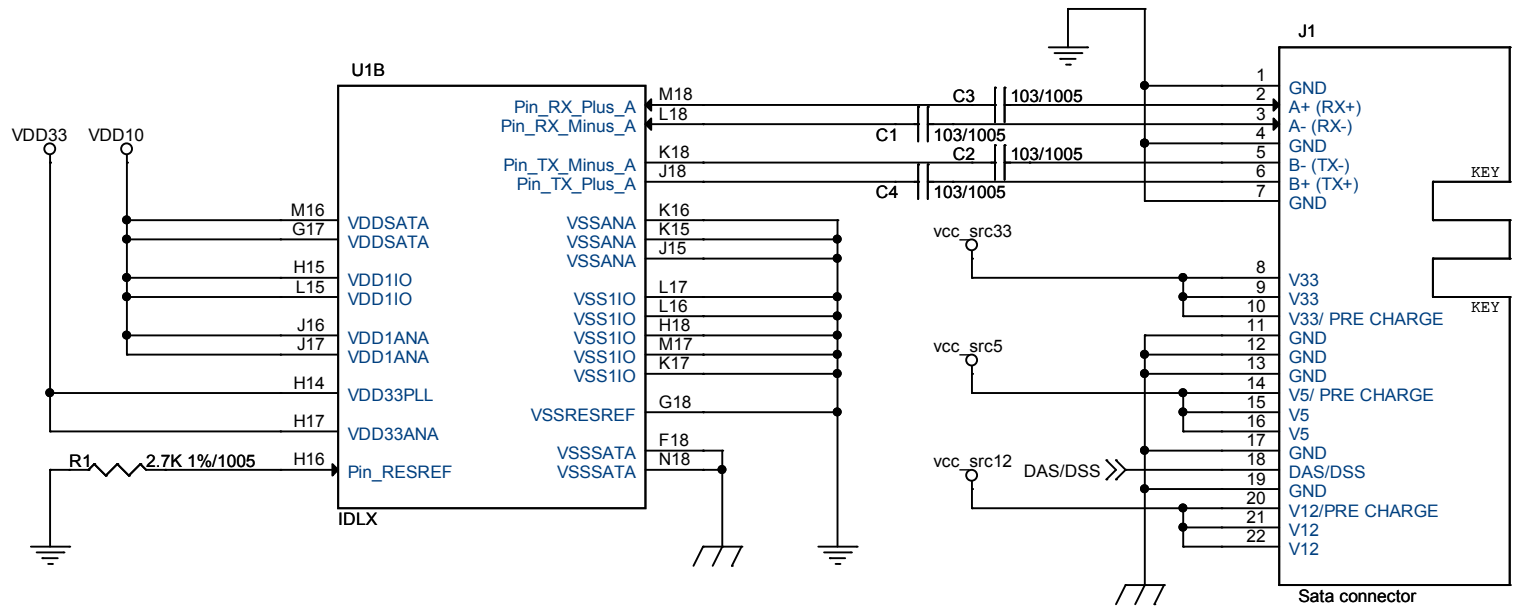 J1
U1B
1
GND
M18
C3
103/1005
2
A+ (RX+)
Pin_RX_Plus_A
L18
3
A- (RX-)
Pin_RX_Minus_A
C1
103/1005
4
GND
VDD33
VDD10
K18
C2
103/1005
5
B- (TX-)
Pin_TX_Minus_A
J18
6
B+ (TX+)
KEY
Pin_TX_Plus_A
C4
103/1005
7
GND
M16
VDDSATA
K16
VSSANA
G17
VDDSATA
K15
VSSANA
vcc_src33
J15
VSSANA
H15
VDD1IO
8
V33
L15
VDD1IO
L17
VSS1IO
9
V33
L16
VSS1IO
10
V33/ PRE CHARGE
KEY
J16
VDD1ANA
H18
VSS1IO
11
GND
J17
VDD1ANA
M17
VSS1IO
vcc_src5
12
GND
K17
VSS1IO
13
GND
H14
VDD33PLL
14
V5/ PRE CHARGE
G18
VSSRESREF
15
V5
H17
VDD33ANA
16
V5
F18
VSSSATA
17
GND
R1
2.7K 1%/1005
H16
Pin_RESREF
N18
VSSSATA
vcc_src12
DAS/DSS
18
DAS/DSS
19
GND
20
V12/PRE CHARGE
IDLX
21
V12
22
V12
Sata connector